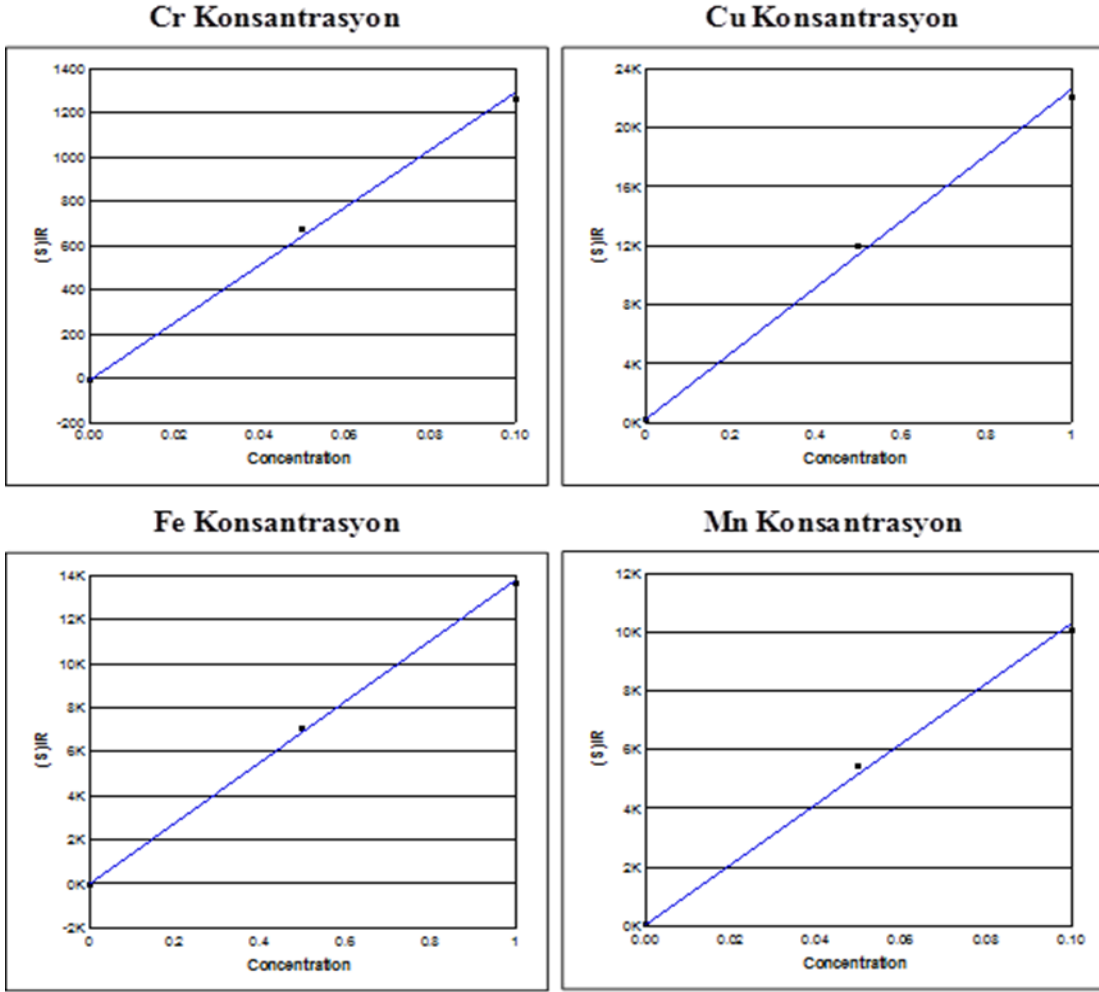 Cr Konsantrasyon
1400
1200
1000
800
600
400
200
0
-200
(S)IR
0.00 0.02 0.04 0.06 0.08 0.10
Concentration
Cu Konsantrasyon
24K
20K
16K
12K
8K
4K
0K
(S)IR
0 0.2 0.4 0.6 0.8 1
Concentration
Fe Konsantrasyon
14K
12K
10K
8K
6K
4K
2K
0K
-2K
(S)IR
0 0.2 0.4 0.6 0.8 1
Concentration
Mn Konsantrasyon
12K
10K
8K
6K
4K
2K
0K
(S)IR
0.00 0.02 0.04 0.06 0.08 0.10
Concentration